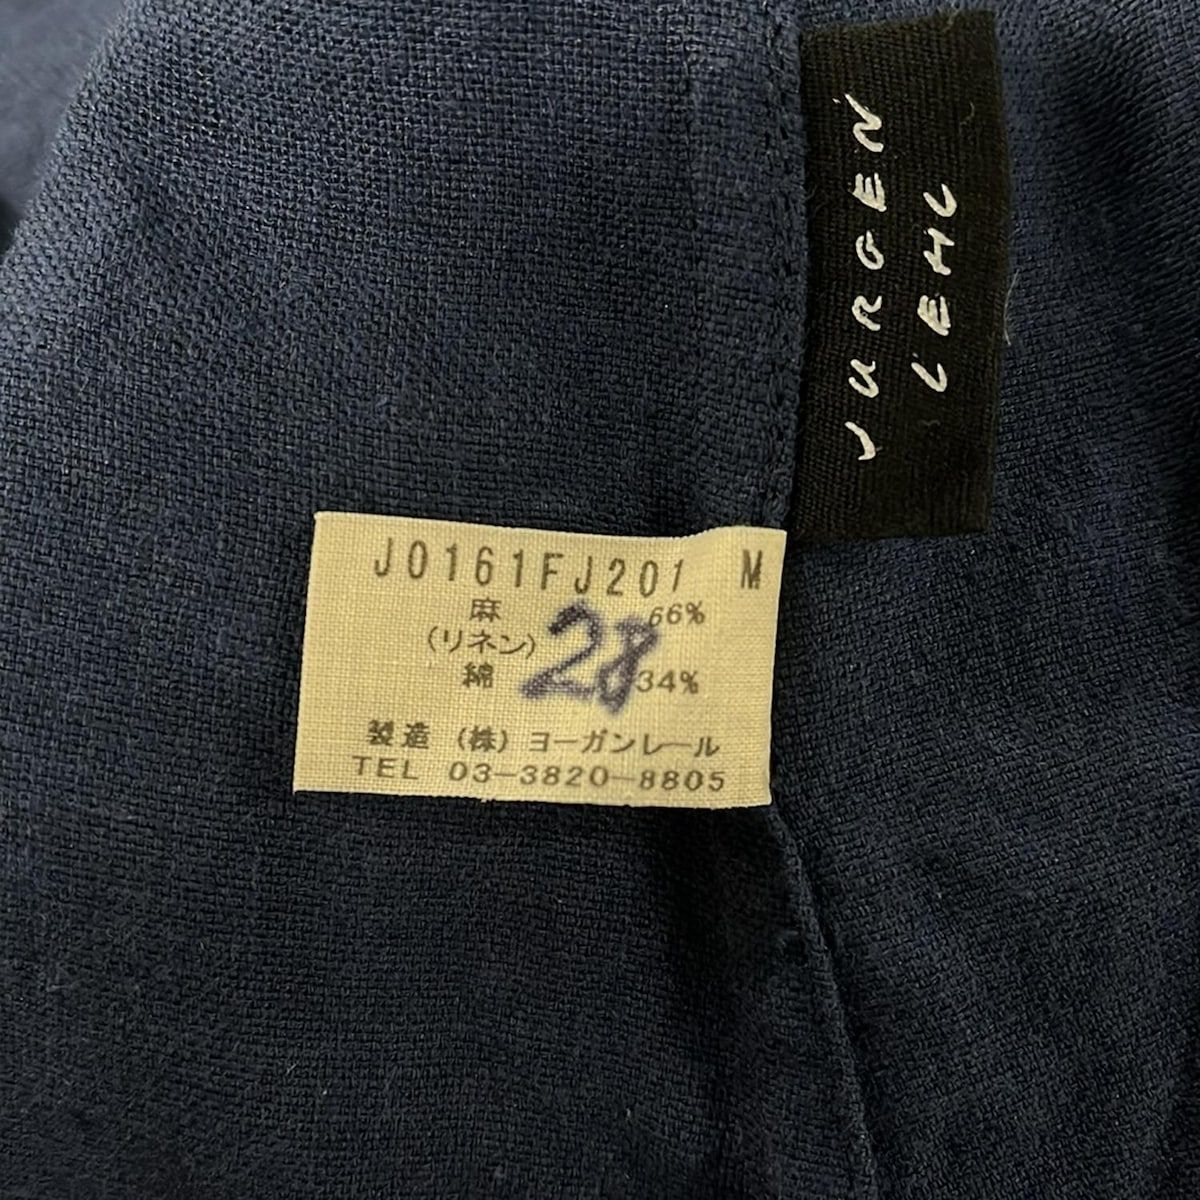 JURGEN
LEHL
J0161FJ201 M
麻 66%
(リネン)
28
綿 34%
製造 (株) ヨーガンレール
TEL 03-3820-8805